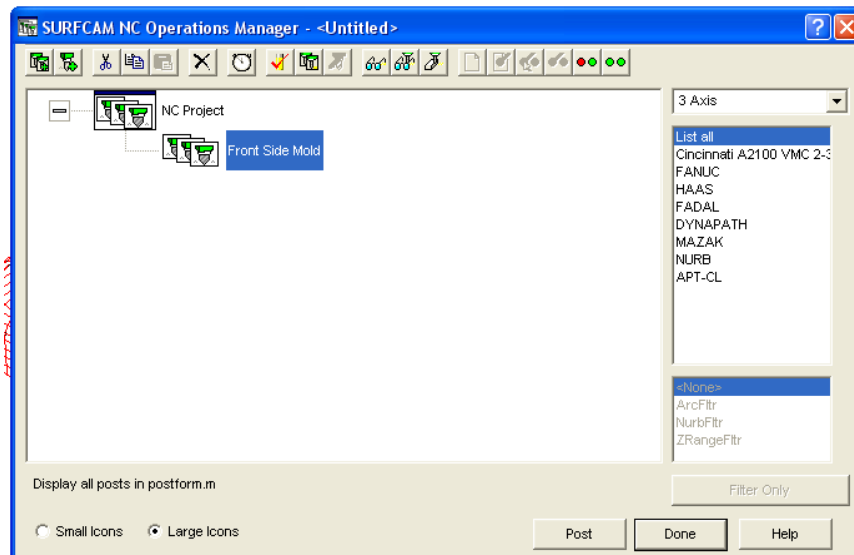 SURFCAM NC Operations Manager - <Untitled>
NC Project
Front Side Mold
3 Axis
List all
Cincinnati A2100 VMC 2-3
FANUC
HAAS
FADAL
DYNAPATH
MAZAK
NURB
APT-CL
<None>
ArcFltr
NurbFltr
ZRangeFltr
Display all posts in postform.m
Filter Only
Small Icons
Large Icons
Post
Done
Help